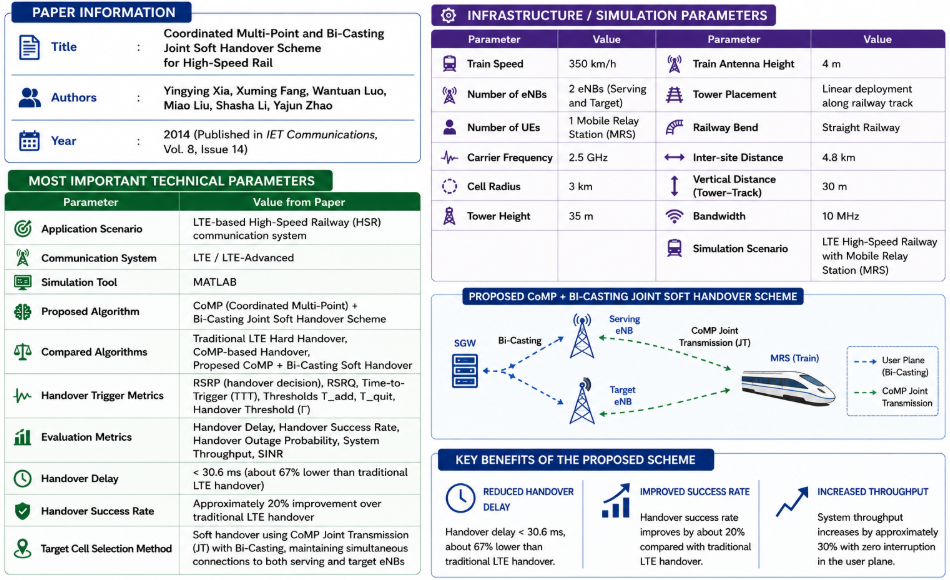 PAPER INFORMATION
Title : Coordinated Multi-Point and Bi-Casting
Joint Soft Handover Scheme
for High-Speed Rail
Authors : Yingying Xia, Xuming Fang, Wantuan Luo,
Miao Liu, Shasha Li, Yajun Zhao
Year : 2014 (Published in IET Communications,
Vol. 8, Issue 14)
MOST IMPORTANT TECHNICAL PARAMETERS
Parameter Value from Paper
Application Scenario LTE-based High-Speed Railway (HSR)
communication system
Communication System LTE / LTE-Advanced
Simulation Tool MATLAB
Proposed Algorithm CoMP (Coordinated Multi-Point) +
Bi-Casting Joint Soft Handover Scheme
Compared Algorithms Traditional LTE Hard Handover,
CoMP-based Handover,
Proposed CoMP + Bi-Casting Soft Handover
Handover Trigger Metrics RSRP (handover decision), RSRQ, Time-to-
Trigger (TTT), Thresholds T_add, T_quit,
Handover Threshold (Γ)
Evaluation Metrics Handover Delay, Handover Success Rate,
Handover Outage Probability, System
Throughput, SINR
Handover Delay < 30.6 ms (about 67% lower than traditional
LTE handover)
Handover Success Rate Approximately 20% improvement over
traditional LTE handover
Target Cell Selection Method Soft handover using CoMP Joint Transmission
(JT) with Bi-Casting, maintaining simultaneous
connections to both serving and target eNBs
INFRASTRUCTURE / SIMULATION PARAMETERS
Parameter Value Parameter Value
Train Speed 350 km/h Train Antenna Height 4 m
Number of eNBs 2 eNBs (Serving
and Target) Tower Placement Linear deployment
along railway track
Number of UEs 1 Mobile Relay
Station (MRS) Railway Bend Straight Railway
Carrier Frequency 2.5 GHz Inter-site Distance 4.8 km
Cell Radius 3 km Vertical Distance
(Tower–Track) 30 m
Tower Height 35 m Bandwidth 10 MHz
Simulation Scenario LTE High-Speed Railway
with Mobile Relay
Station (MRS)
PROPOSED CoMP + BI-CASTING JOINT SOFT HANDOVER SCHEME
SGW
Bi-Casting
Serving
eNB
Target
eNB
CoMP Joint
Transmission (JT)
MRS (Train)
User Plane
(Bi-Casting)
CoMP Joint
Transmission
KEY BENEFITS OF THE PROPOSED SCHEME
REDUCED HANDOVER
DELAY
Handover delay < 30.6 ms,
about 67% lower than
traditional LTE handover.
IMPROVED SUCCESS RATE
Handover success rate
improves by about 20%
compared with traditional
LTE handover.
INCREASED THROUGHPUT
System throughput
increases by approximately
30% with zero interruption
in the user plane.